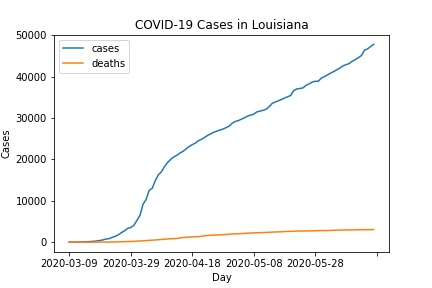 COVID-19 Cases in Louisiana
cases
deaths
50000
40000
30000
20000
10000
0
Cases
2020-03-09 2020-03-29 2020-04-18 2020-05-08 2020-05-28
Day